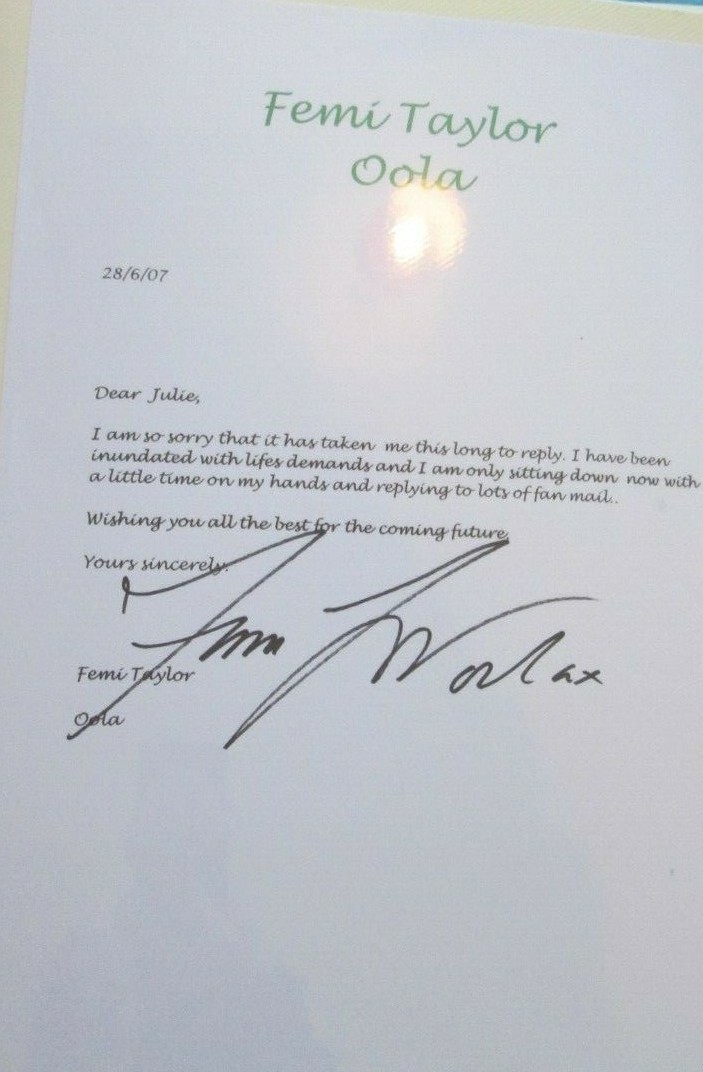 Femi Taylor
Oola
28/6/07
Dear Julie,
I am so sorry that it has taken me this long to reply. I have been
inundated with lifes demands and I am only sitting down now with
a little time on my hands and replying to lots of fan mail..
Wishing you all the best for the coming future.
Yours sincerely.
Femi Taylor
Oola